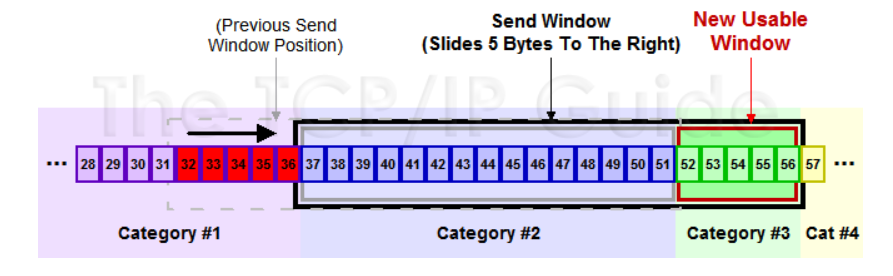 (Previous Send
Window Position)
Send Window
(Slides 5 Bytes To The Right)
New Usable
Window
The TCP/IP Guide
... 28 29 30 31 32 33 34 35 36 37 38 39 40 41 42 43 44 45 46 47 48 49 50 51 52 53 54 55 56 57 ...
Category #1 Category #2 Category #3 Cat #4